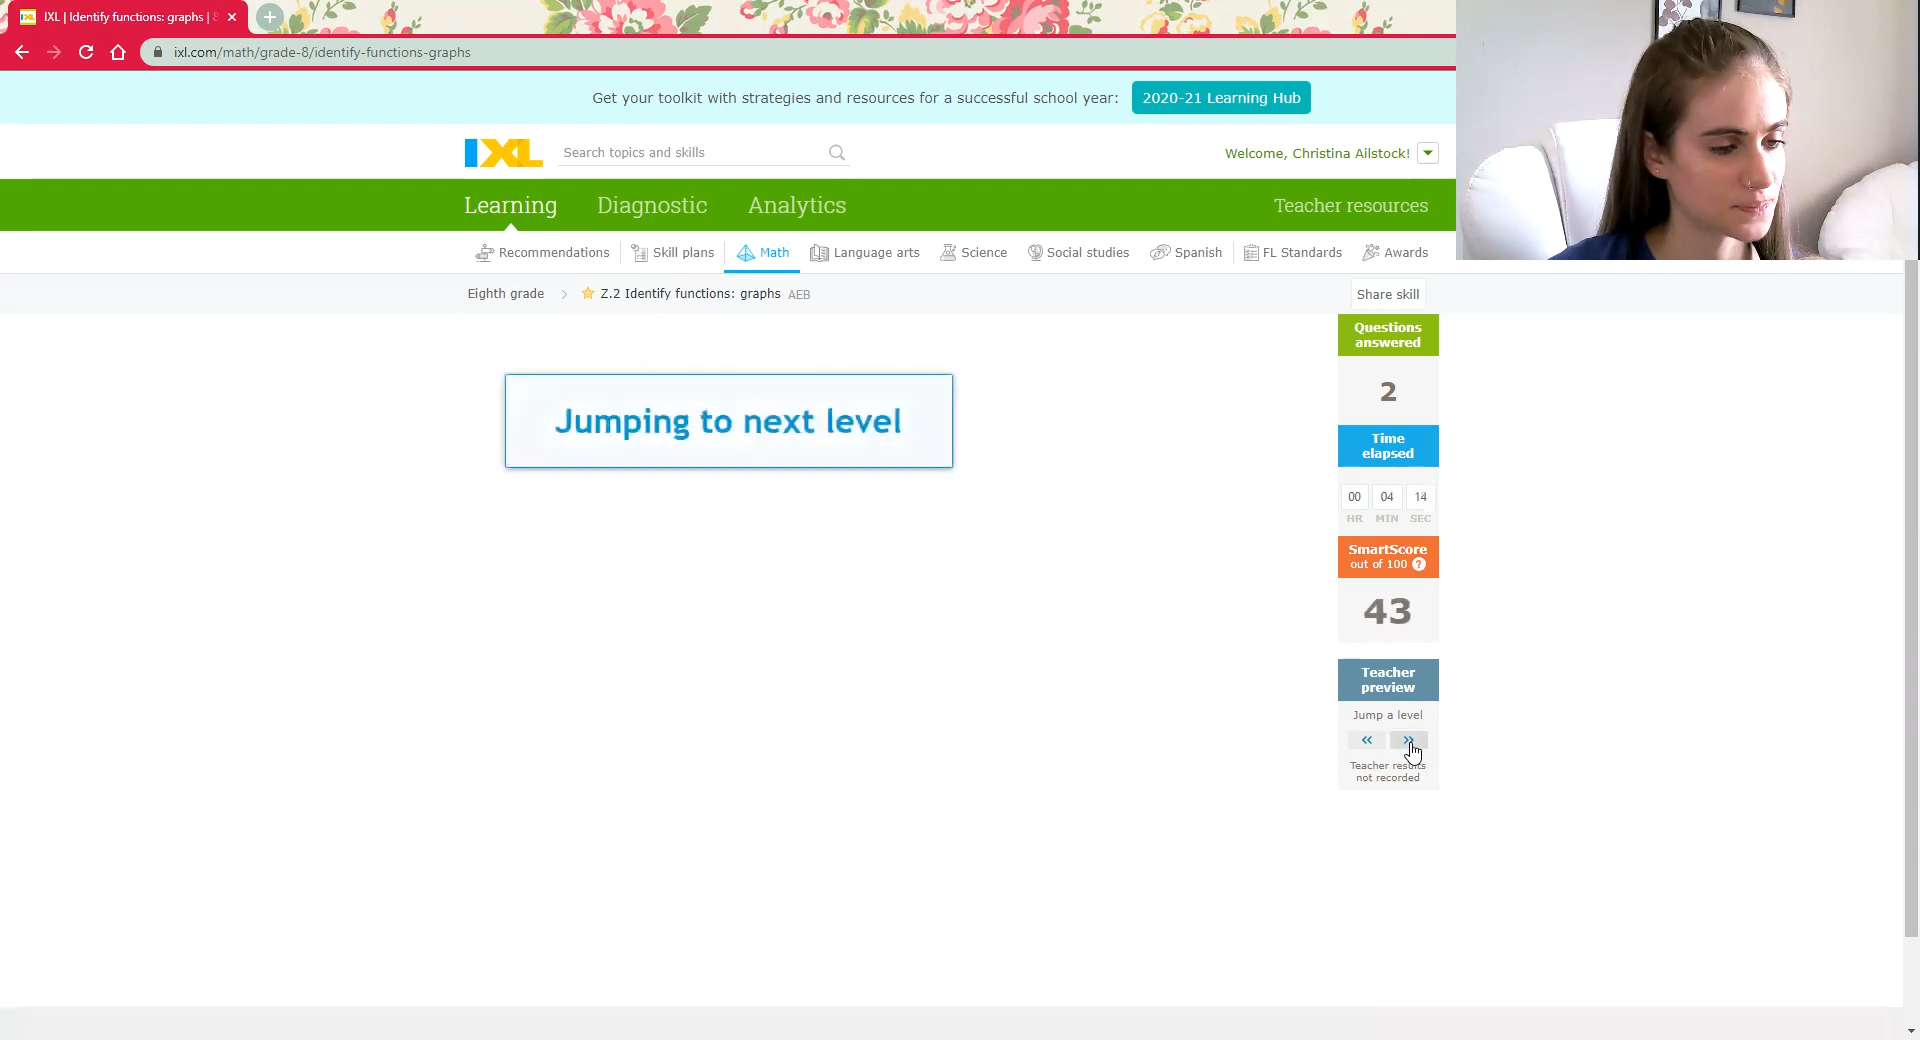 IXL | Identify functions: graphs |
ixl.com/math/grade-8/identify-functions-graphs
Get your toolkit with strategies and resources for a successful school year:
2020-21 Learning Hub
IXL
Search topics and skills
Welcome, Christina Ailstock!
Learning
Diagnostic
Analytics
Teacher resources
Recommendations
Skill plans
Math
Language arts
Science
Social studies
Spanish
FL Standards
Awards
Eighth grade
Z.2 Identify functions: graphs AEB
Share skill
Jumping to next level
Questions
answered
2
Time
elapsed
00 04 14
HR MIN SEC
SmartScore
out of 100 ?
43
Teacher
preview
Jump a level
Teacher results
not recorded